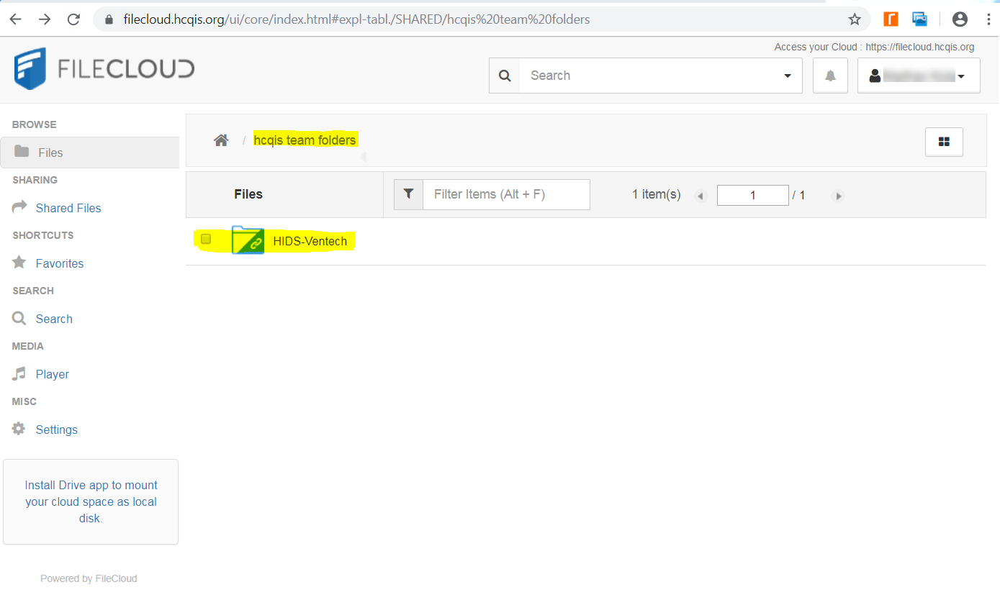 filecloud.hcqis.org/ui/core/index.html#expl-tabl./SHARED/hcqis%20team%20folders
Access your Cloud : https://filecloud.hcqis.org
FILECLOUD
Search
BROWSE
Files
SHARING
Shared Files
SHORTCUTS
Favorites
SEARCH
Search
MEDIA
Player
MISC
Settings
Install Drive app to mount
your cloud space as local
disk.
Powered by FileCloud
/ hcqis team folders
Files
Filter Items (Alt + F)
1 item(s)
1 / 1
HIDS-Ventech